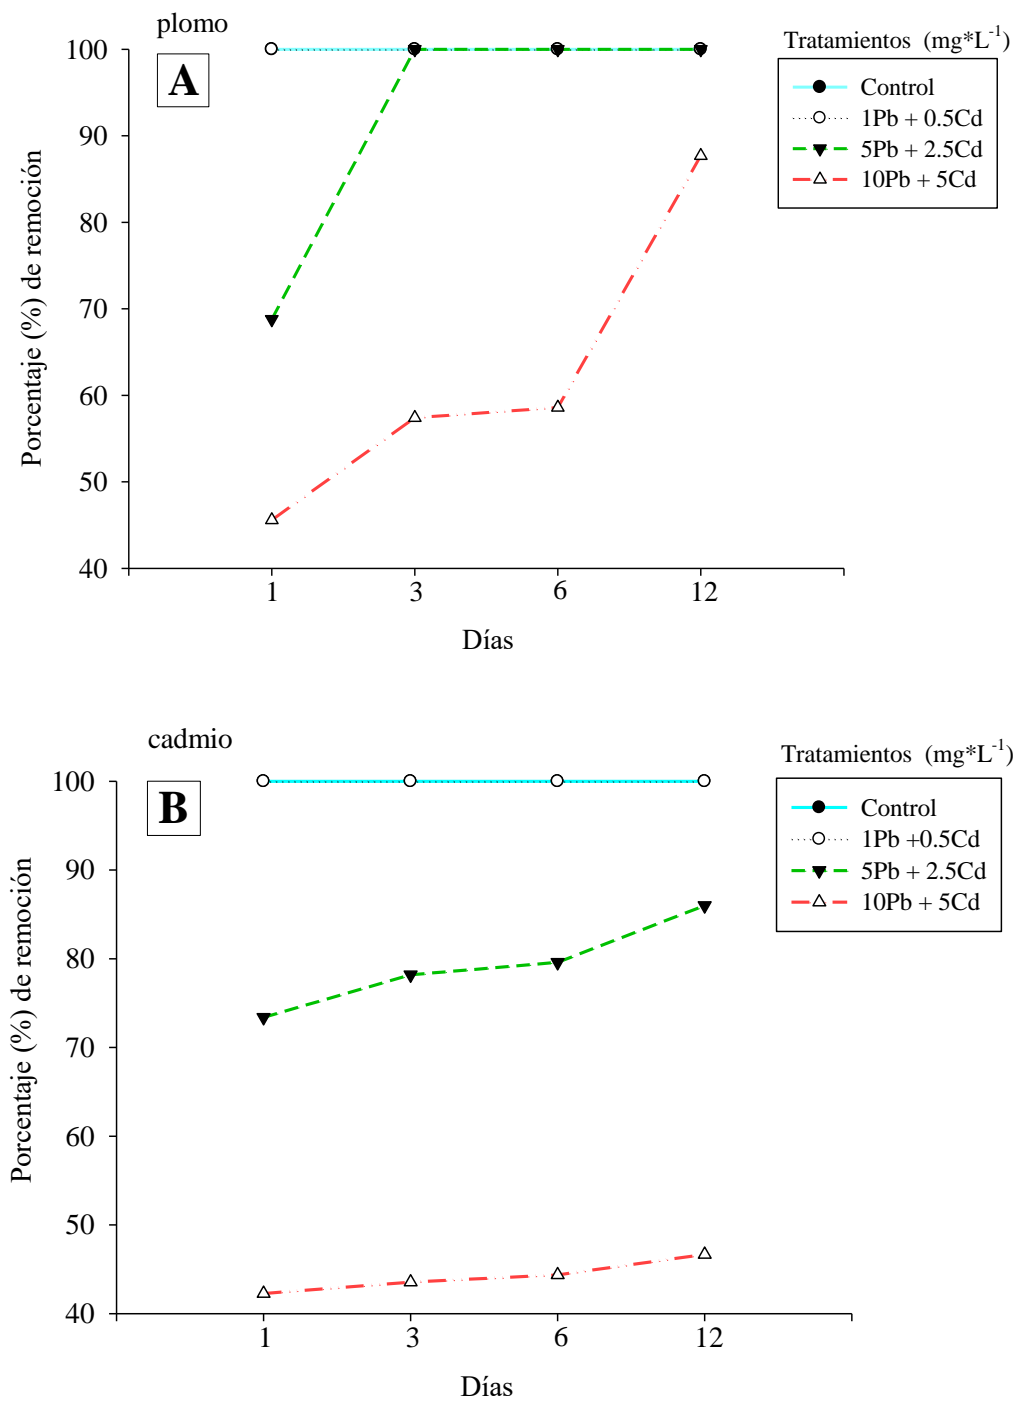 plomo
A
Tratamientos (mg*L-1)
Control
1Pb + 0.5Cd
5Pb + 2.5Cd
10Pb + 5Cd
Porcentaje (%) de remoción
100
90
80
70
60
50
40
1 3 6 12
Días
cadmio
B
Tratamientos (mg*L-1)
Control
1Pb +0.5Cd
5Pb + 2.5Cd
10Pb + 5Cd
Porcentaje (%) de remoción
100
90
80
70
60
50
40
1 3 6 12
Días